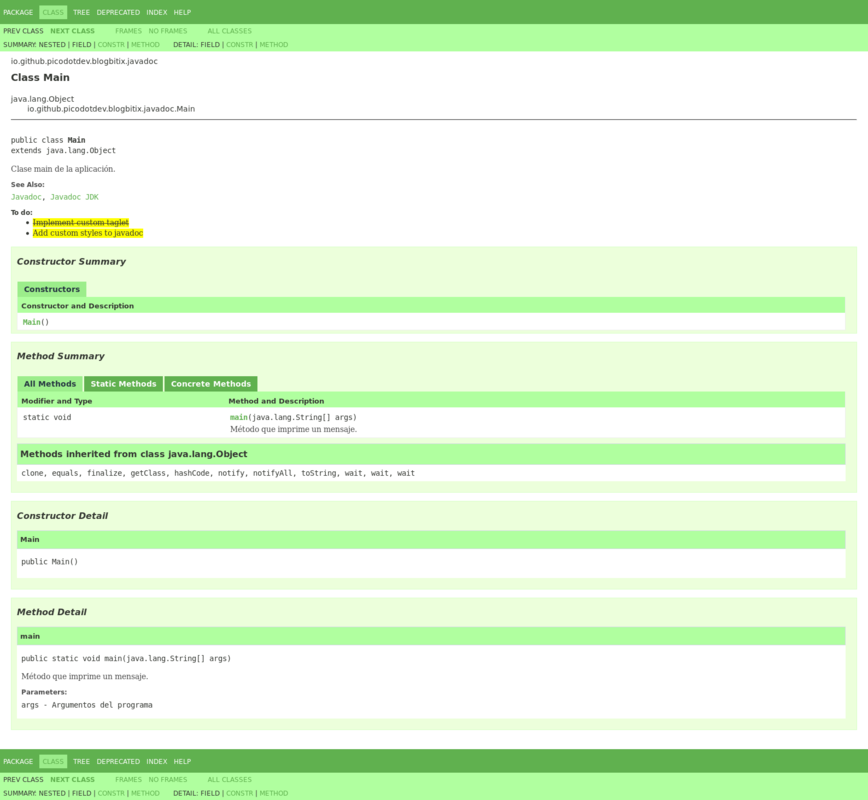 PACKAGE CLASS TREE DEPRECATED INDEX HELP
PREV CLASS NEXT CLASS FRAMES NO FRAMES ALL CLASSES
SUMMARY: NESTED | FIELD | CONSTR | METHOD DETAIL: FIELD | CONSTR | METHOD
io.github.picodotdev.blogbitix.javadoc
Class Main
java.lang.Object
io.github.picodotdev.blogbitix.javadoc.Main
public class Main
extends java.lang.Object
Clase main de la aplicación.
See Also:
Javadoc, Javadoc JDK
To do:
• Implement custom taglet
• Add custom styles to javadoc
Constructor Summary
Constructors
Constructor and Description
Main()
Method Summary
All Methods Static Methods Concrete Methods
Modifier and Type Method and Description
static void main(java.lang.String[] args)
Método que imprime un mensaje.
Methods inherited from class java.lang.Object
clone, equals, finalize, getClass, hashCode, notify, notifyAll, toString, wait, wait, wait
Constructor Detail
Main
public Main()
Method Detail
main
public static void main(java.lang.String[] args)
Método que imprime un mensaje.
Parameters:
args - Argumentos del programa
PACKAGE CLASS TREE DEPRECATED INDEX HELP
PREV CLASS NEXT CLASS FRAMES NO FRAMES ALL CLASSES
SUMMARY: NESTED | FIELD | CONSTR | METHOD DETAIL: FIELD | CONSTR | METHOD